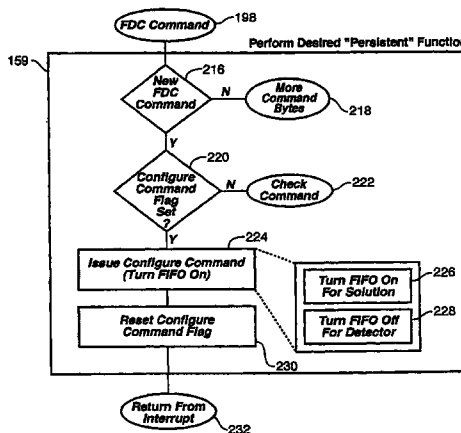 FDC Command
198
Perform Desired "Persistent" Function
159
216
New
FDC
Command
N
More
Command
Bytes
218
Y
220
Configure
Command
Flag
Set
?
N
Check
Command
222
Y
224
Issue Configure Command
(Turn FIFO On)
Turn FIFO On
For Solution
226
Turn FIFO Off
For Detector
228
Reset Configure
Command Flag
230
Return From
Interrupt
232